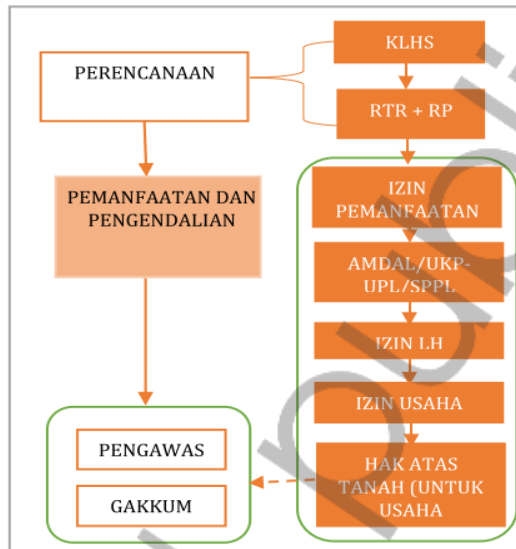 KLHS
PERENCANAAN
RTR + RP
IZIN
PEMANFAATAN
PEMANFAATAN DAN
PENGENDALIAN
AMDAL/UKP-
UPL/SPPL
IZIN LH
IZIN USAHA
PENGAWAS
HAK ATAS
TANAH (UNTUK
USAHA
GAKKUM